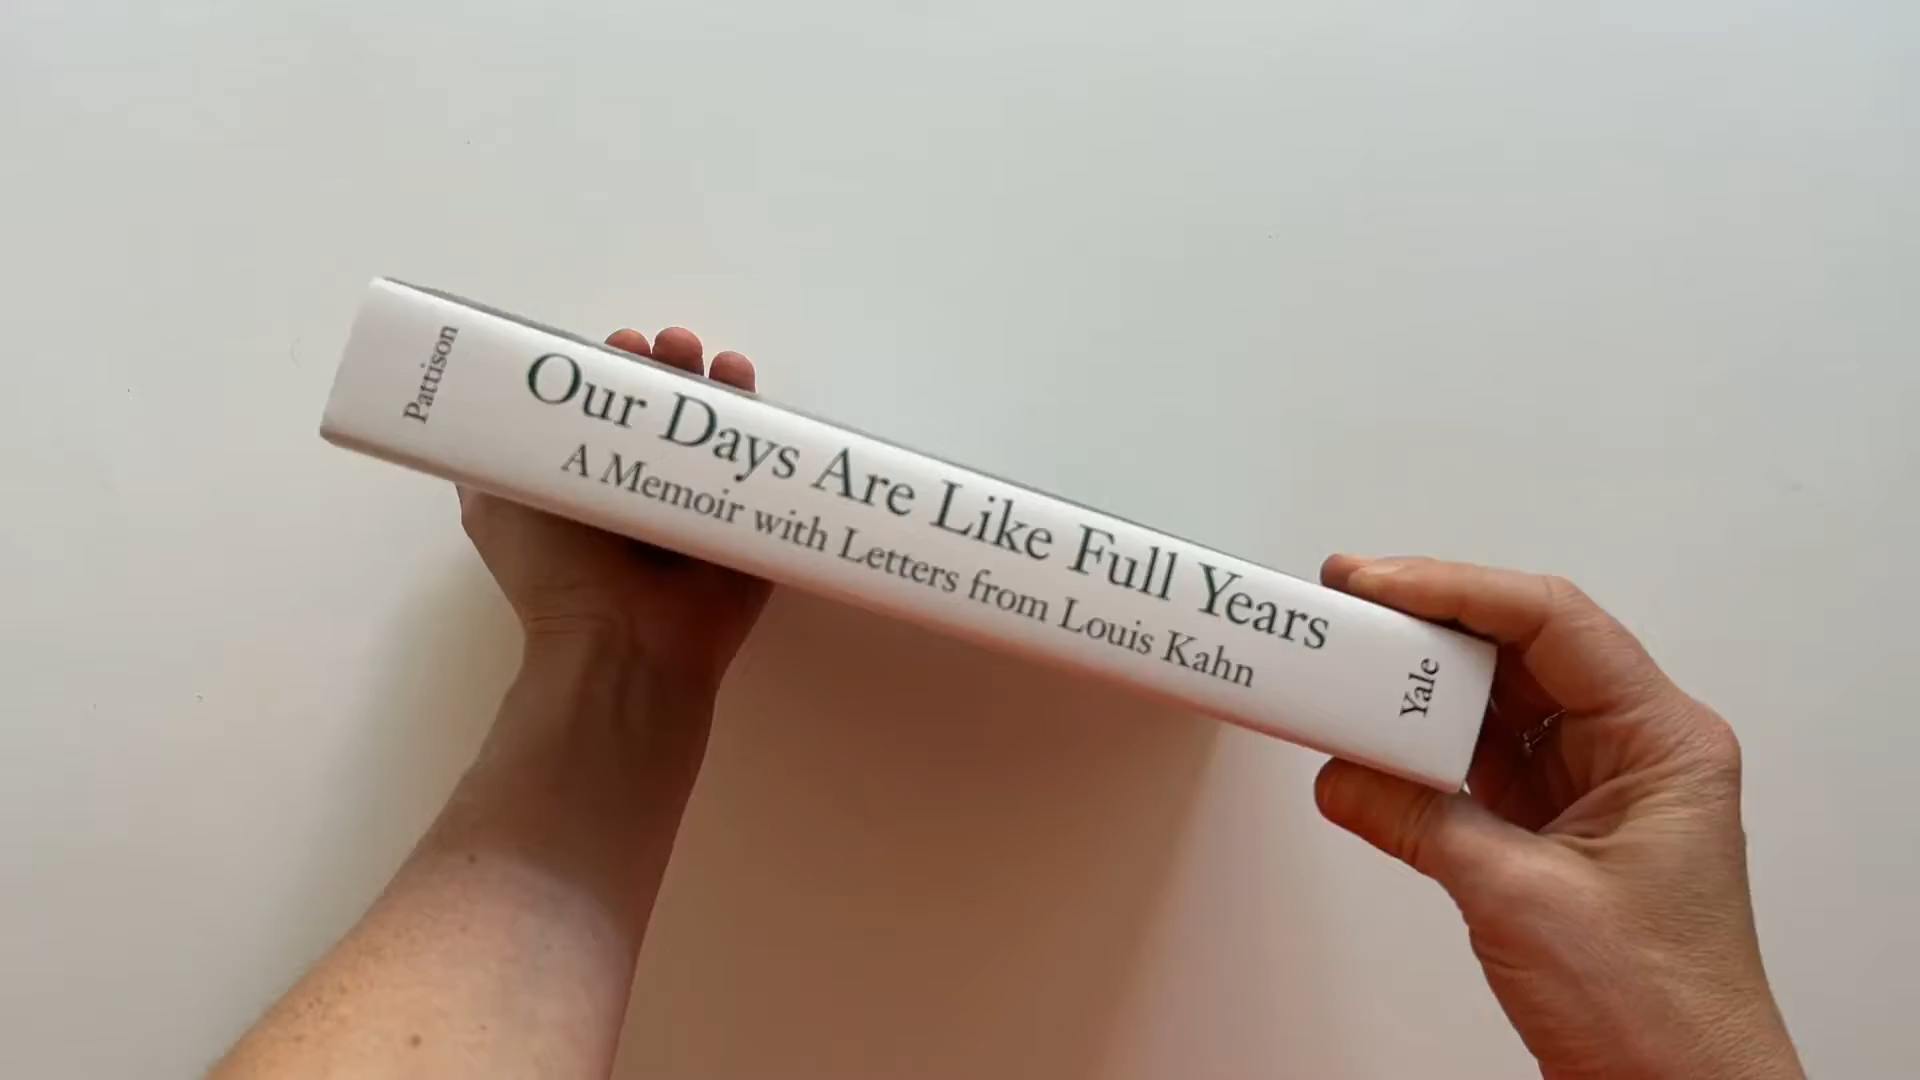 Pattison
Our Days Are Like Full Years
A Memoir with Letters from Louis Kahn
Yale